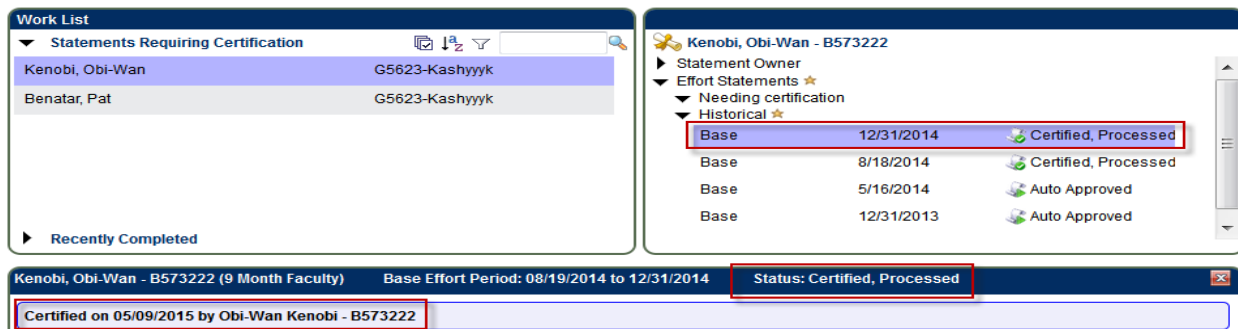 Work List
Statements Requiring Certification
Kenobi, Obi-Wan G5623-Kashyyyk
Benatar, Pat G5623-Kashyyyk
Recently Completed
Kenobi, Obi-Wan - B573222
Statement Owner
Effort Statements
Needing certification
Historical
Base 12/31/2014 Certified, Processed
Base 8/18/2014 Certified, Processed
Base 5/16/2014 Auto Approved
Base 12/31/2013 Auto Approved
Kenobi, Obi-Wan - B573222 (9 Month Faculty) Base Effort Period: 08/19/2014 to 12/31/2014 Status: Certified, Processed
Certified on 05/09/2015 by Obi-Wan Kenobi - B573222